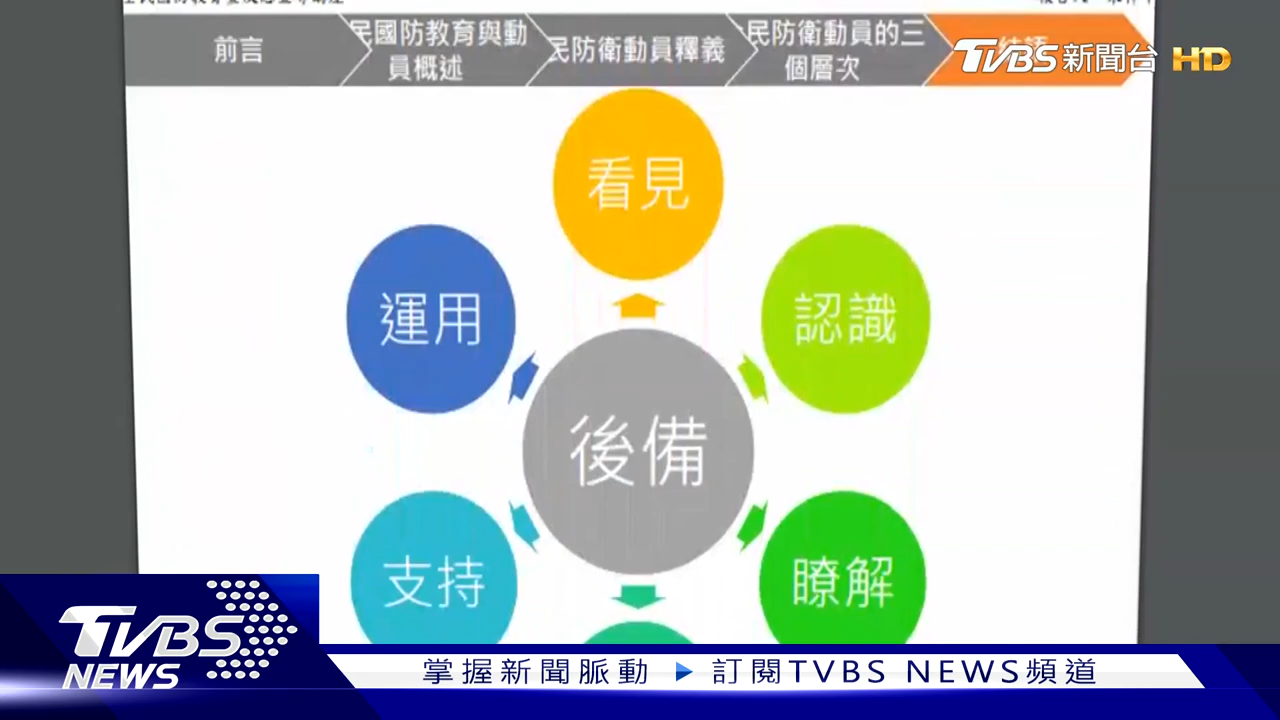 前言
民國防教育與動
員概述
民防衛動員釋義
民防衛動員的三
個層次
結語
TVBS新聞台 HD
看見
運用
認識
後備
支持
瞭解
TVBS
NEWS
掌握新聞脈動 ▶ 訂閱TVBS NEWS頻道